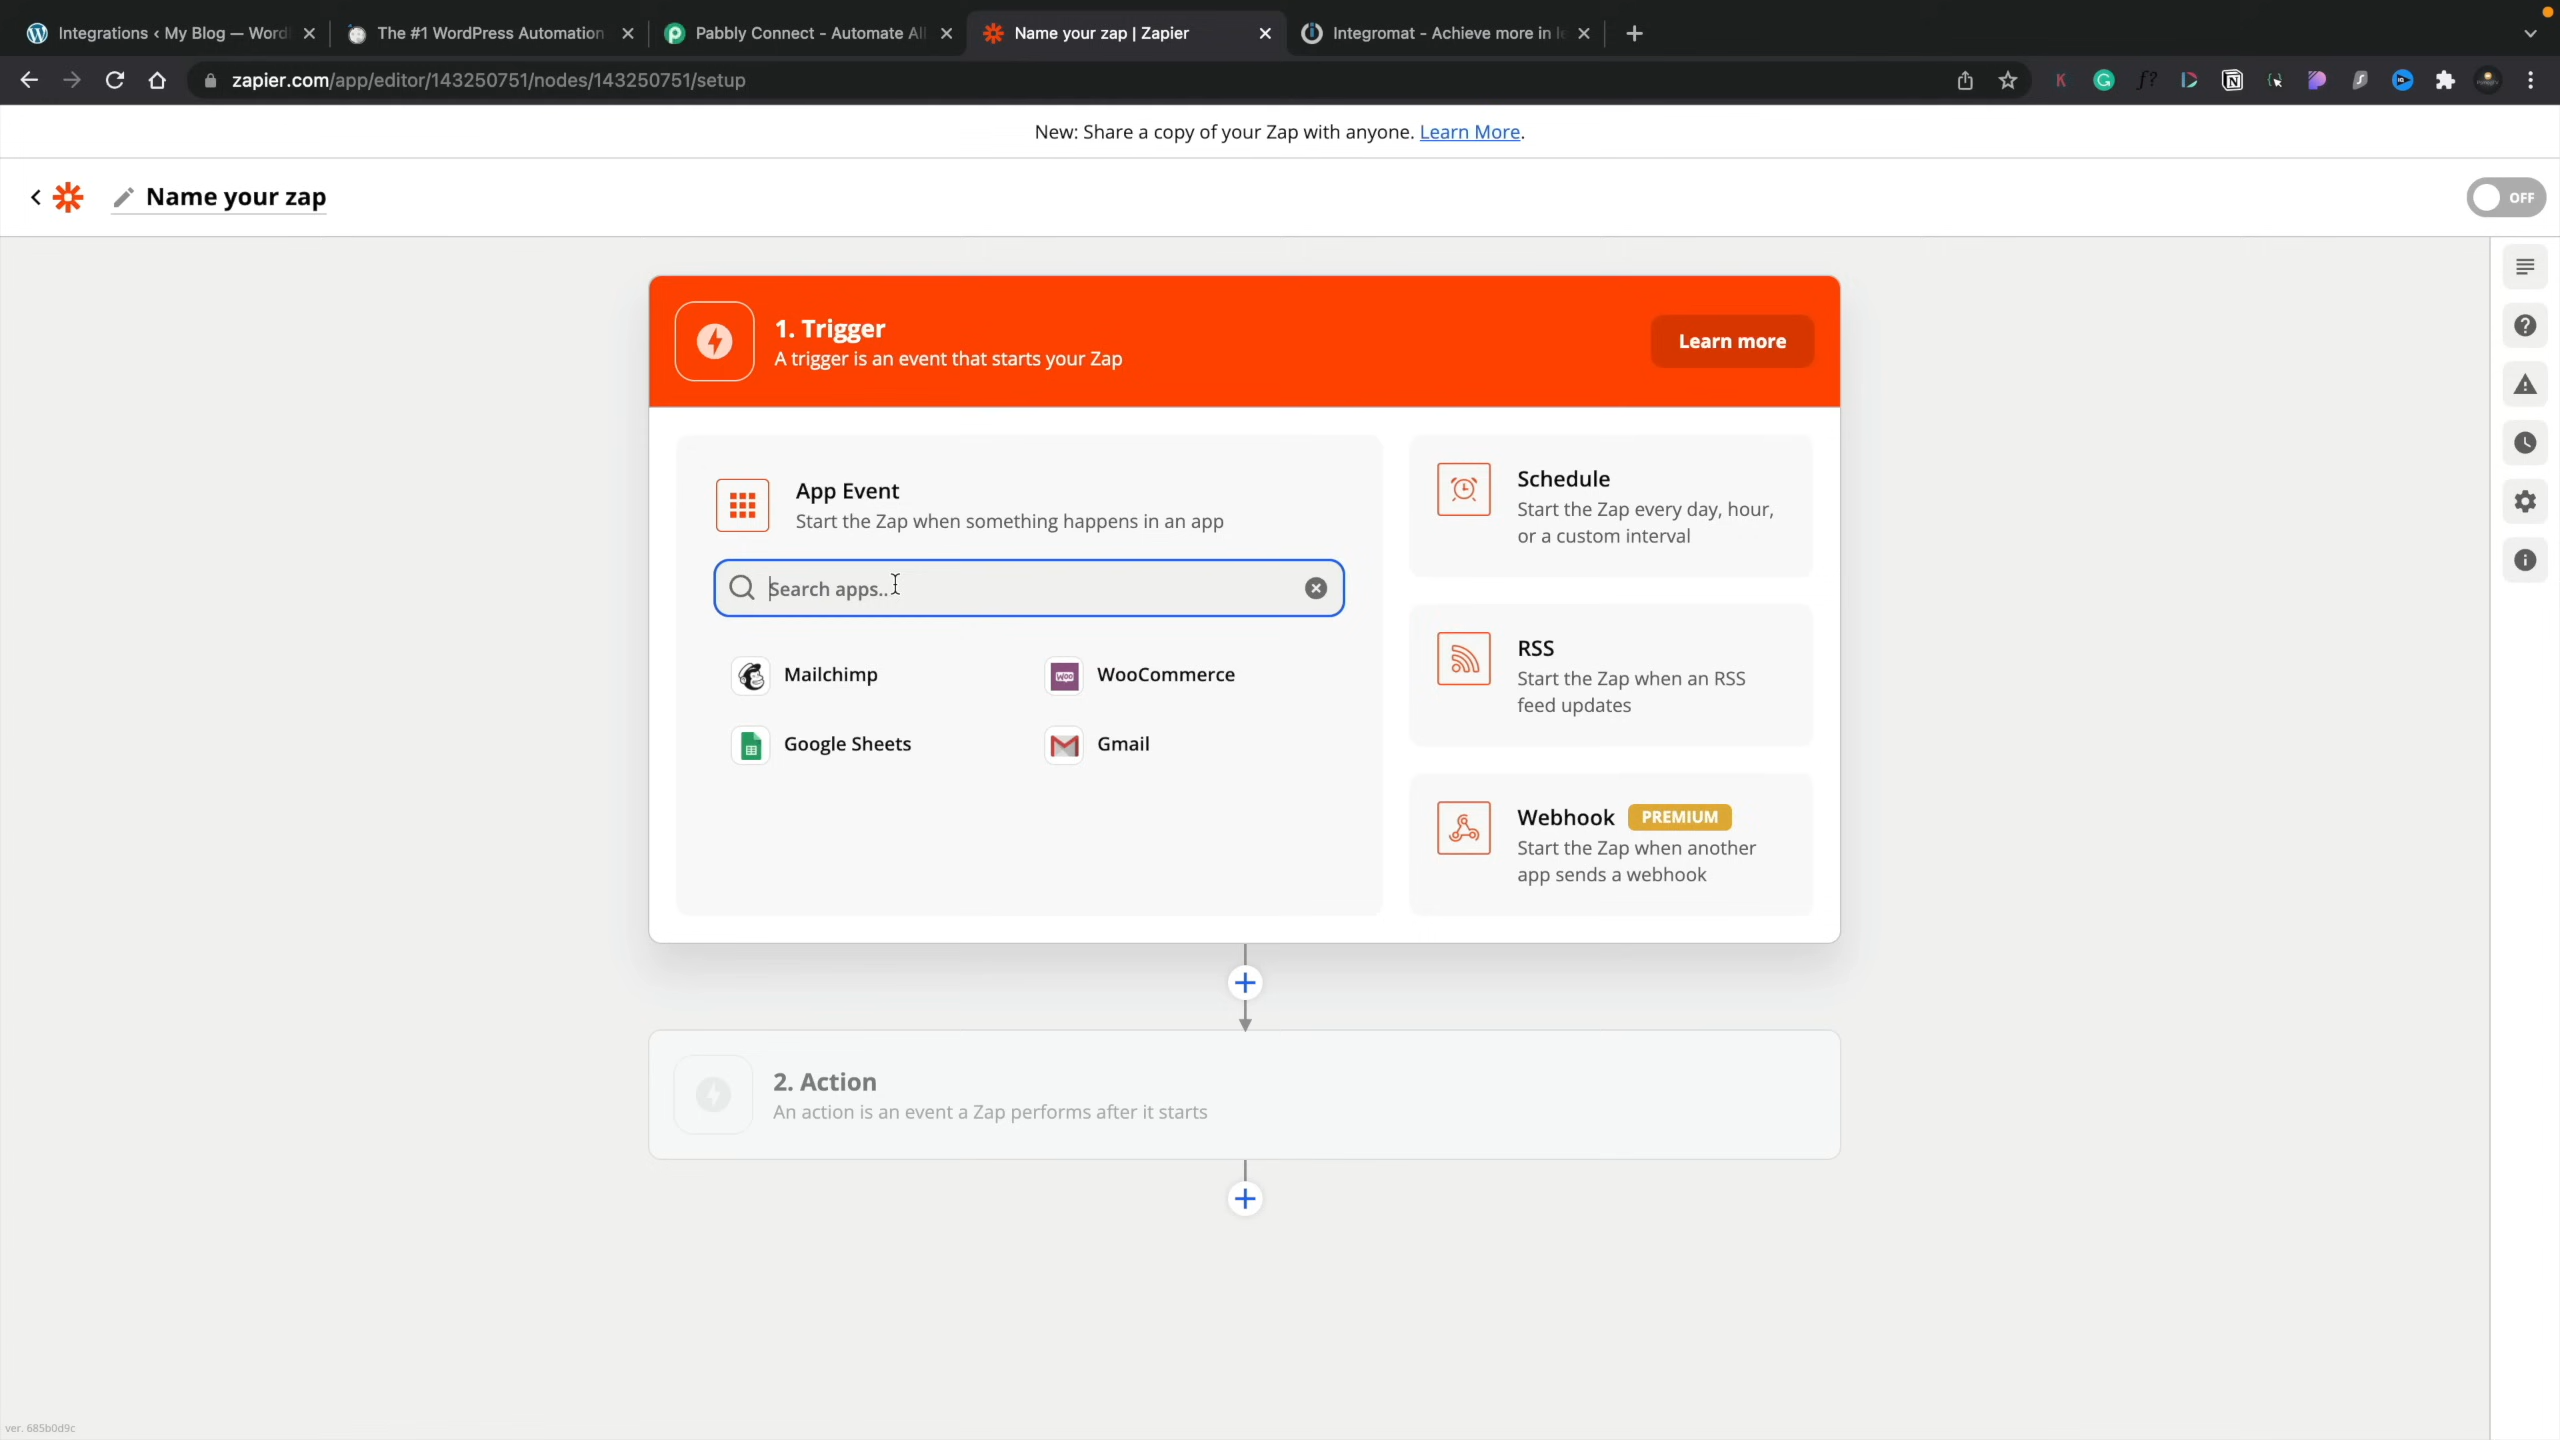 Integrations ‹ My Blog — Word
The #1 WordPress Automation
Pabbly Connect - Automate All
Name your zap | Zapier
Integromat - Achieve more in le
zapier.com/app/editor/143250751/nodes/143250751/setup
New: Share a copy of your Zap with anyone. Learn More.
Name your zap
OFF
1. Trigger
A trigger is an event that starts your Zap
Learn more
App Event
Start the Zap when something happens in an app
Search apps...
Mailchimp
WooCommerce
Google Sheets
Gmail
Schedule
Start the Zap every day, hour,
or a custom interval
RSS
Start the Zap when an RSS
feed updates
Webhook PREMIUM
Start the Zap when another
app sends a webhook
2. Action
An action is an event a Zap performs after it starts
ver. 685b0d9c